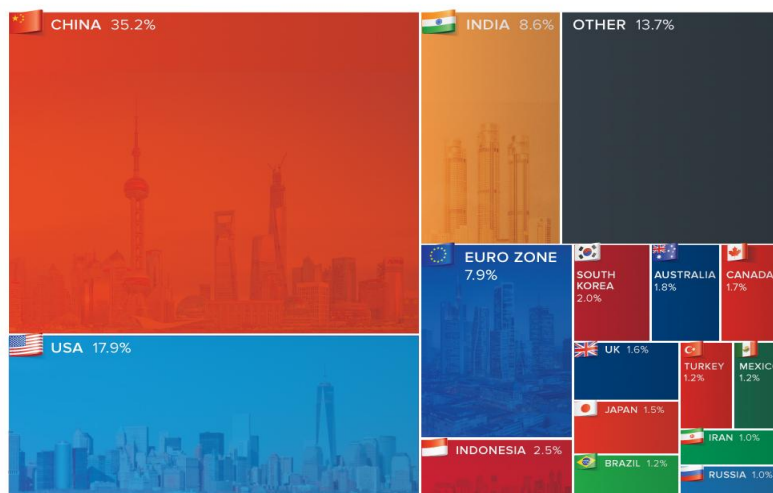 CHINA 35.2%
INDIA 8.6%
OTHER 13.7%
EURO ZONE
7.9%
SOUTH
KOREA
2.0%
AUSTRALIA
1.8%
CANADA
1.7%
USA 17.9%
UK 1.6%
TURKEY
1.2%
MEXICO
1.2%
JAPAN 1.5%
INDONESIA 2.5%
BRAZIL 1.2%
IRAN 1.0%
RUSSIA 1.0%